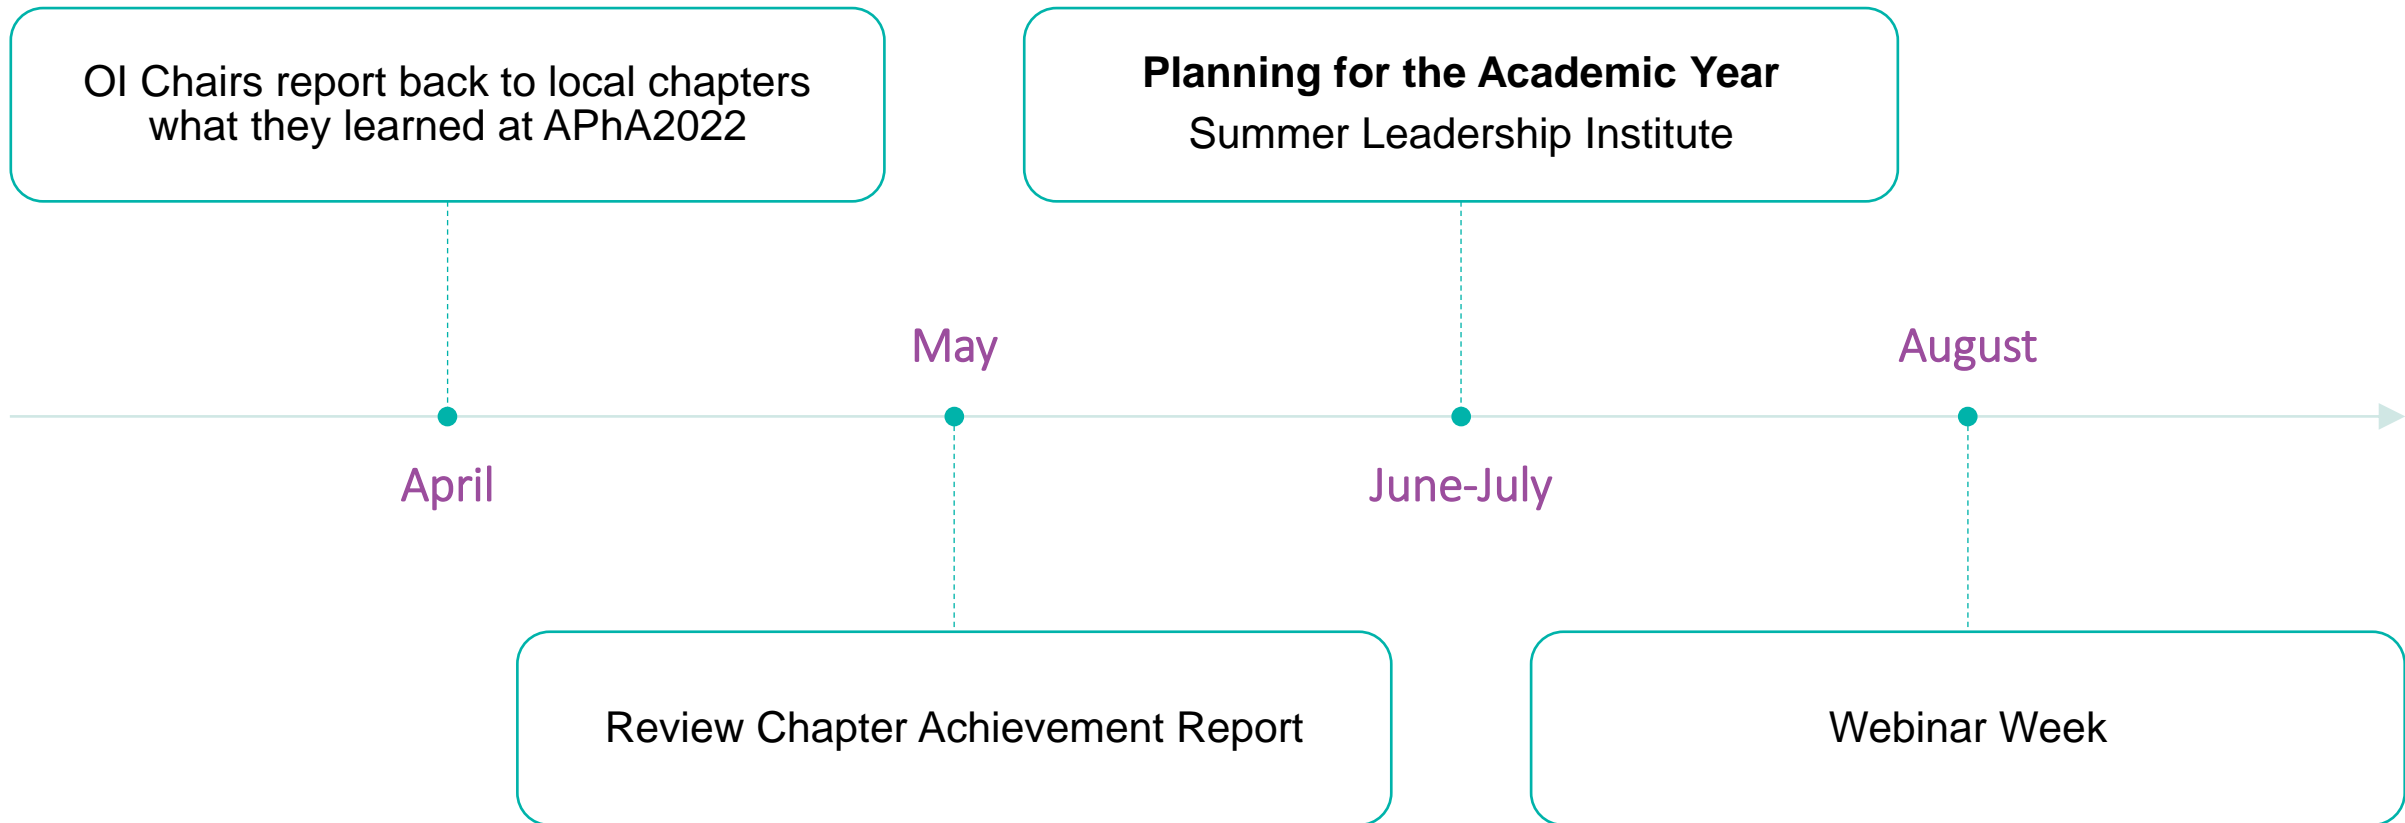 OI Chairs report back to local chapters
what they learned at APhA2022
Planning for the Academic Year
Summer Leadership Institute
May
August
April
June-July
Review Chapter Achievement Report
Webinar Week